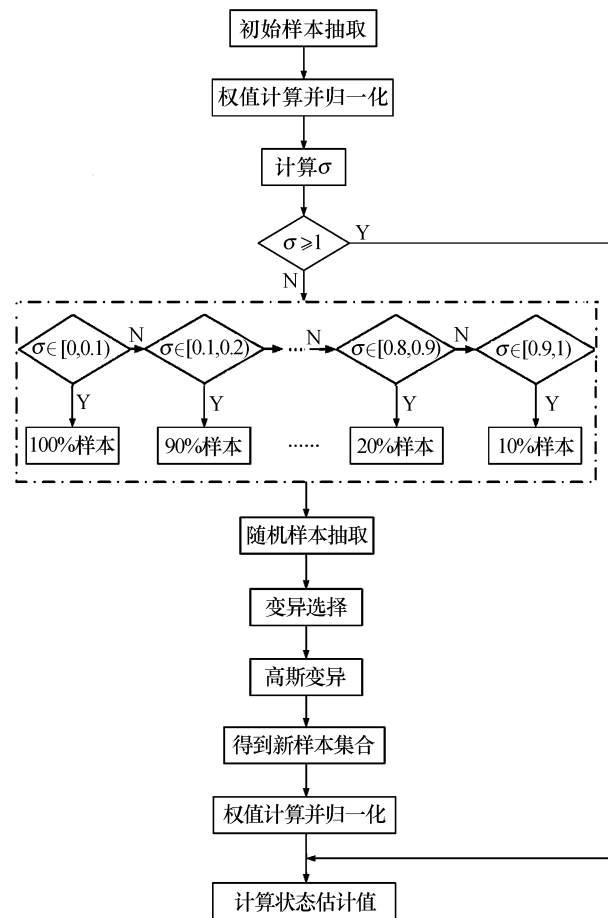 初始样本抽取
权值计算并归一化
计算σ
σ⩾1
Y
N
σ∈[0,0.1)
N
σ∈[0.1,0.2)
......
N
σ∈[0.8,0.9)
N
σ∈[0.9,1)
Y
Y
Y
Y
100%样本
90%样本
......
20%样本
10%样本
随机样本抽取
变异选择
高斯变异
得到新样本集合
权值计算并归一化
计算状态估计值